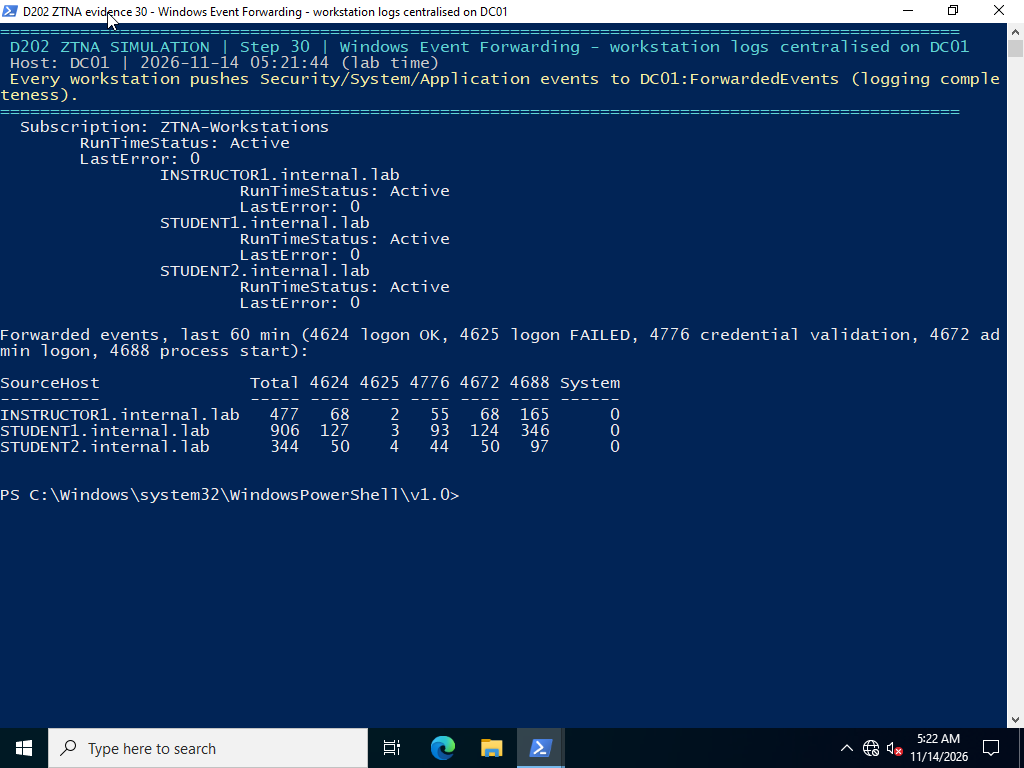 D202 ZTNA evidence 30 - Windows Event Forwarding - workstation logs centralised on DC01
================================================================================================
 D202 ZTNA SIMULATION | Step 30 | Windows Event Forwarding - workstation logs centralised on DC01
 Host: DC01 | 2026-11-14 05:21:44 (lab time)
 Every workstation pushes Security/System/Application events to DC01:ForwardedEvents (logging comple
teness).
================================================================================================
  Subscription: ZTNA-Workstations
        RunTimeStatus: Active
        LastError: 0
                INSTRUCTOR1.internal.lab
                        RunTimeStatus: Active
                        LastError: 0
                STUDENT1.internal.lab
                        RunTimeStatus: Active
                        LastError: 0
                STUDENT2.internal.lab
                        RunTimeStatus: Active
                        LastError: 0
Forwarded events, last 60 min (4624 logon OK, 4625 logon FAILED, 4776 credential validation, 4672 ad
min logon, 4688 process start):
SourceHost               Total 4624 4625 4776 4672 4688 System
----------               ----- ---- ---- ---- ---- ---- ------
INSTRUCTOR1.internal.lab   477   68    2   55   68  165      0
STUDENT1.internal.lab      906  127    3   93  124  346      0
STUDENT2.internal.lab      344   50    4   44   50   97      0
PS C:\Windows\system32\WindowsPowerShell\v1.0>
Type here to search
5:22 AM
11/14/2026